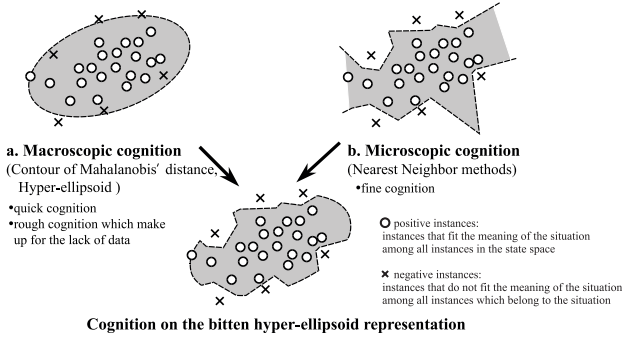 a. Macroscopic cognition
(Contour of Mahalanobis' distance,
Hyper-ellipsoid )
•quick cognition
•rough cognition which make
up for the lack of data
b. Microscopic cognition
(Nearest Neighbor methods)
•fine cognition
positive instances:
instances that fit the meaning of the situation
among all instances in the state space
negative instances:
instances that do not fit the meaning of the situation
among all instances which belong to the situation
Cognition on the bitten hyper-ellipsoid representation